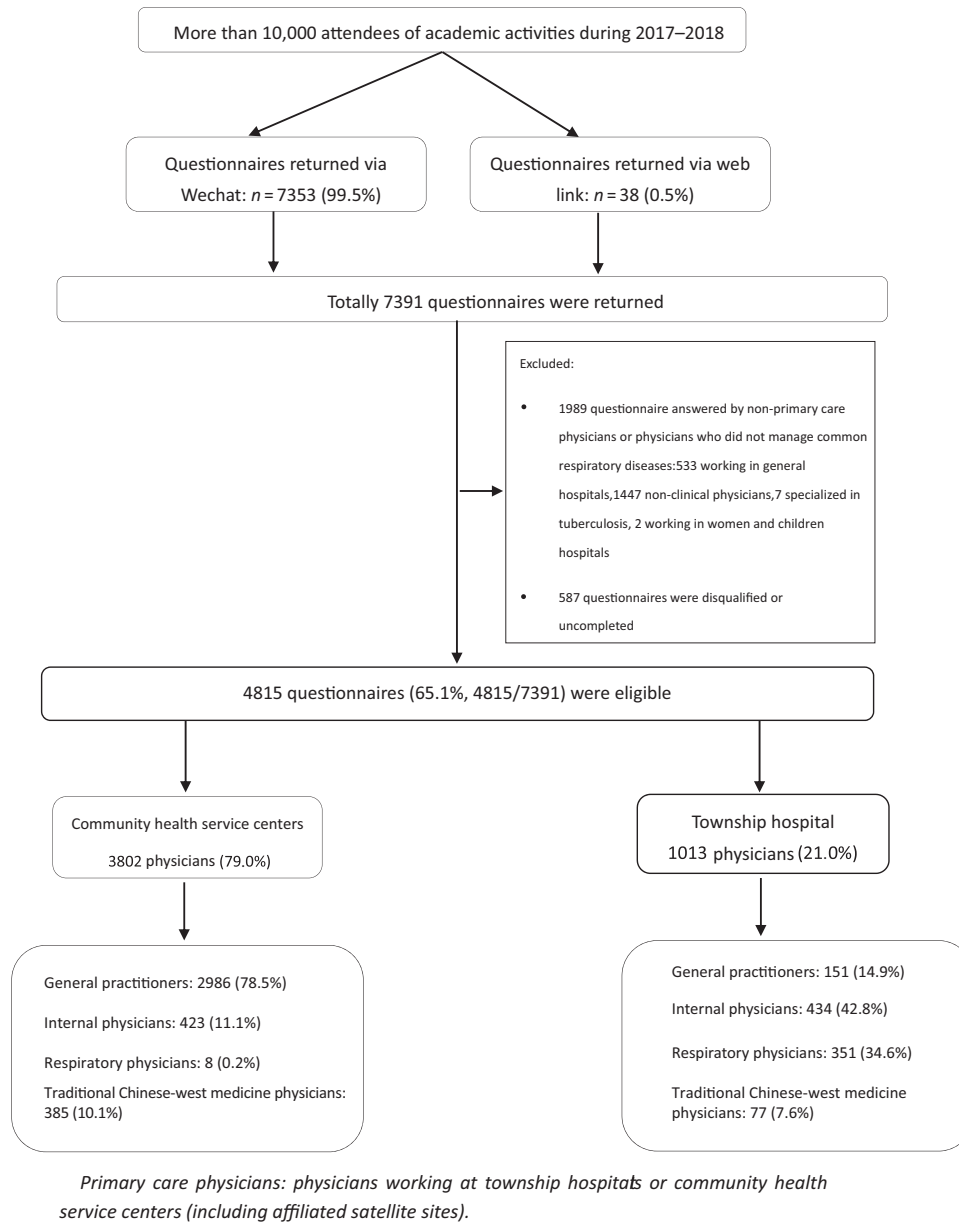 More than 10,000 attendees of academic activities during 2017–2018
Questionnaires returned via
Wechat: n = 7353 (99.5%)
Questionnaires returned via web
link: n = 38 (0.5%)
Totally 7391 questionnaires were returned
Excluded:
• 1989 questionnaire answered by non-primary care
physicians or physicians who did not manage common
respiratory diseases:533 working in general
hospitals,1447 non-clinical physicians,7 specialized in
tuberculosis, 2 working in women and children
hospitals
• 587 questionnaires were disqualified or
uncompleted
4815 questionnaires (65.1%, 4815/7391) were eligible
Community health service centers
3802 physicians (79.0%)
Township hospital
1013 physicians (21.0%)
General practitioners: 2986 (78.5%)
Internal physicians: 423 (11.1%)
Respiratory physicians: 8 (0.2%)
Traditional Chinese-west medicine physicians:
385 (10.1%)
General practitioners: 151 (14.9%)
Internal physicians: 434 (42.8%)
Respiratory physicians: 351 (34.6%)
Traditional Chinese-west medicine
physicians: 77 (7.6%)
Primary care physicians: physicians working at township hospitals or community health
service centers (including affiliated satellite sites).